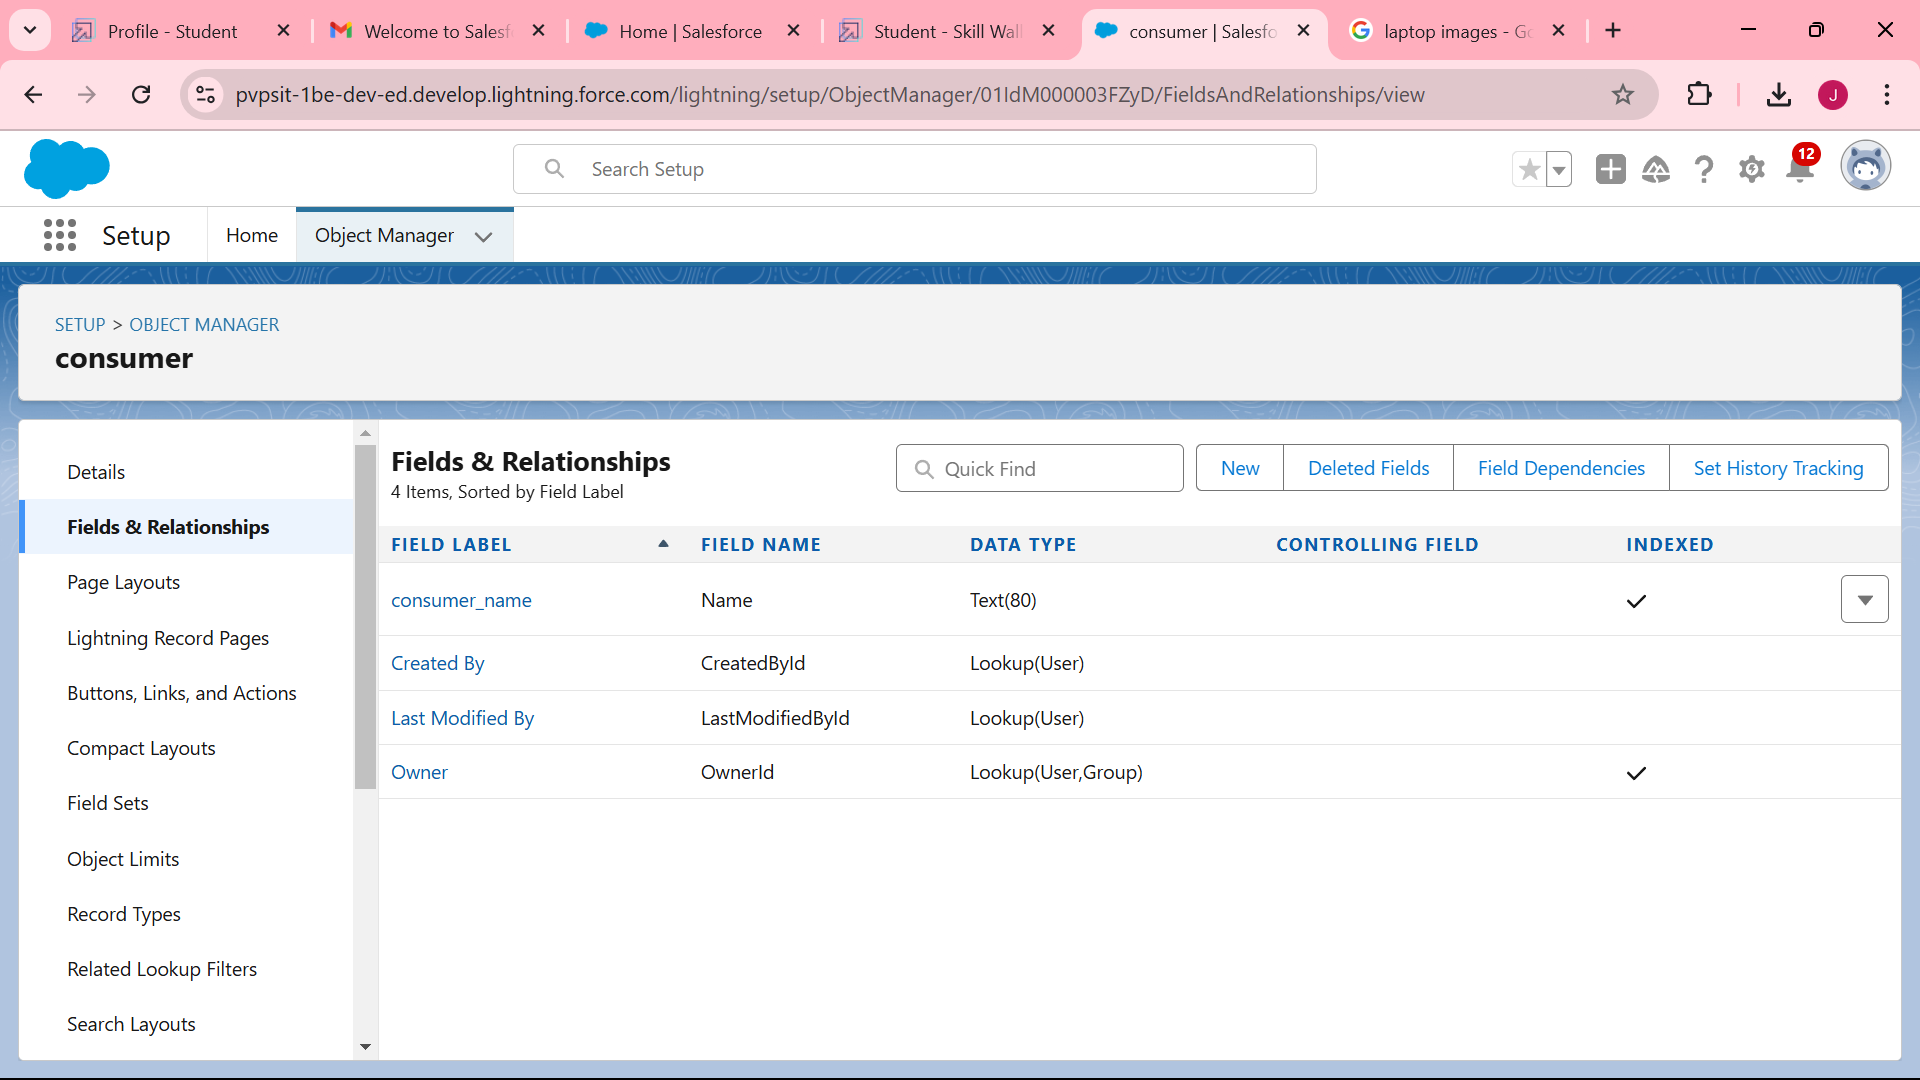 Profile - Student
Welcome to Salesf
Home | Salesforce
Student - Skill Wall
consumer | Salesfo
laptop images - Go
pvpsit-1be-dev-ed.develop.lightning.force.com/lightning/setup/ObjectManager/01IdM000003FZyD/FieldsAndRelationships/view
J
Search Setup
12
Setup
Home
Object Manager
SETUP > OBJECT MANAGER
consumer
Details
Fields & Relationships
Page Layouts
Lightning Record Pages
Buttons, Links, and Actions
Compact Layouts
Field Sets
Object Limits
Record Types
Related Lookup Filters
Search Layouts
Fields & Relationships
4 Items, Sorted by Field Label
Quick Find
New
Deleted Fields
Field Dependencies
Set History Tracking
FIELD LABEL FIELD NAME DATA TYPE CONTROLLING FIELD INDEXED
consumer_name Name Text(80)
Created By CreatedById Lookup(User)
Last Modified By LastModifiedById Lookup(User)
Owner OwnerId Lookup(User,Group)